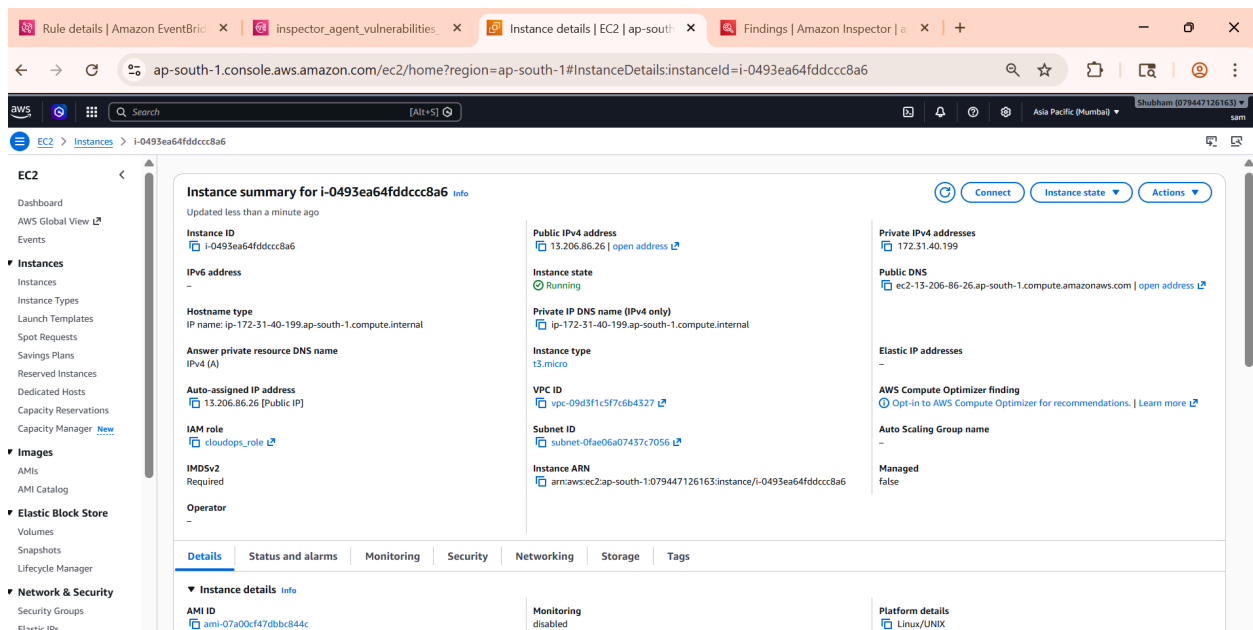 Rule details | Amazon EventBrid
inspector_agent_vulnerabilities_
Instance details | EC2 | ap-south
Findings | Amazon Inspector | a
ap-south-1.console.aws.amazon.com/ec2/home?region=ap-south-1#InstanceDetails:instanceId=i-0493ea64fddccc8a6
aws
Search
[Alt+S]
Asia Pacific (Mumbai)
Shubham (079447126163)
sam
EC2 > Instances > i-0493ea64fddccc8a6
EC2
Dashboard
AWS Global View
Events
Instances
Instances
Instance Types
Launch Templates
Spot Requests
Savings Plans
Reserved Instances
Dedicated Hosts
Capacity Reservations
Capacity Manager New
Images
AMIs
AMI Catalog
Elastic Block Store
Volumes
Snapshots
Lifecycle Manager
Network & Security
Security Groups
Elastic IPs
Instance summary for i-0493ea64fddccc8a6 Info
Updated less than a minute ago
Connect
Instance state
Actions
Instance ID
i-0493ea64fddccc8a6
Public IPv4 address
13.206.86.26 | open address
Private IPv4 addresses
172.31.40.199
IPv6 address
–
Instance state
Running
Public DNS
ec2-13-206-86-26.ap-south-1.compute.amazonaws.com | open address
Hostname type
IP name: ip-172-31-40-199.ap-south-1.compute.internal
Private IP DNS name (IPv4 only)
ip-172-31-40-199.ap-south-1.compute.internal
Answer private resource DNS name
IPv4 (A)
Instance type
t3.micro
Elastic IP addresses
–
Auto-assigned IP address
13.206.86.26 [Public IP]
VPC ID
vpc-09d3f1c5f7c6b4327
AWS Compute Optimizer finding
Opt-in to AWS Compute Optimizer for recommendations. | Learn more
IAM role
cloudops_role
Subnet ID
subnet-0fae06a07437c7056
Auto Scaling Group name
–
IMDSv2
Required
Instance ARN
arn:aws:ec2:ap-south-1:079447126163:instance/i-0493ea64fddccc8a6
Managed
false
Operator
–
Details
Status and alarms
Monitoring
Security
Networking
Storage
Tags
Instance details Info
AMI ID
ami-07a00cf47dbbc844c
Monitoring
disabled
Platform details
Linux/UNIX